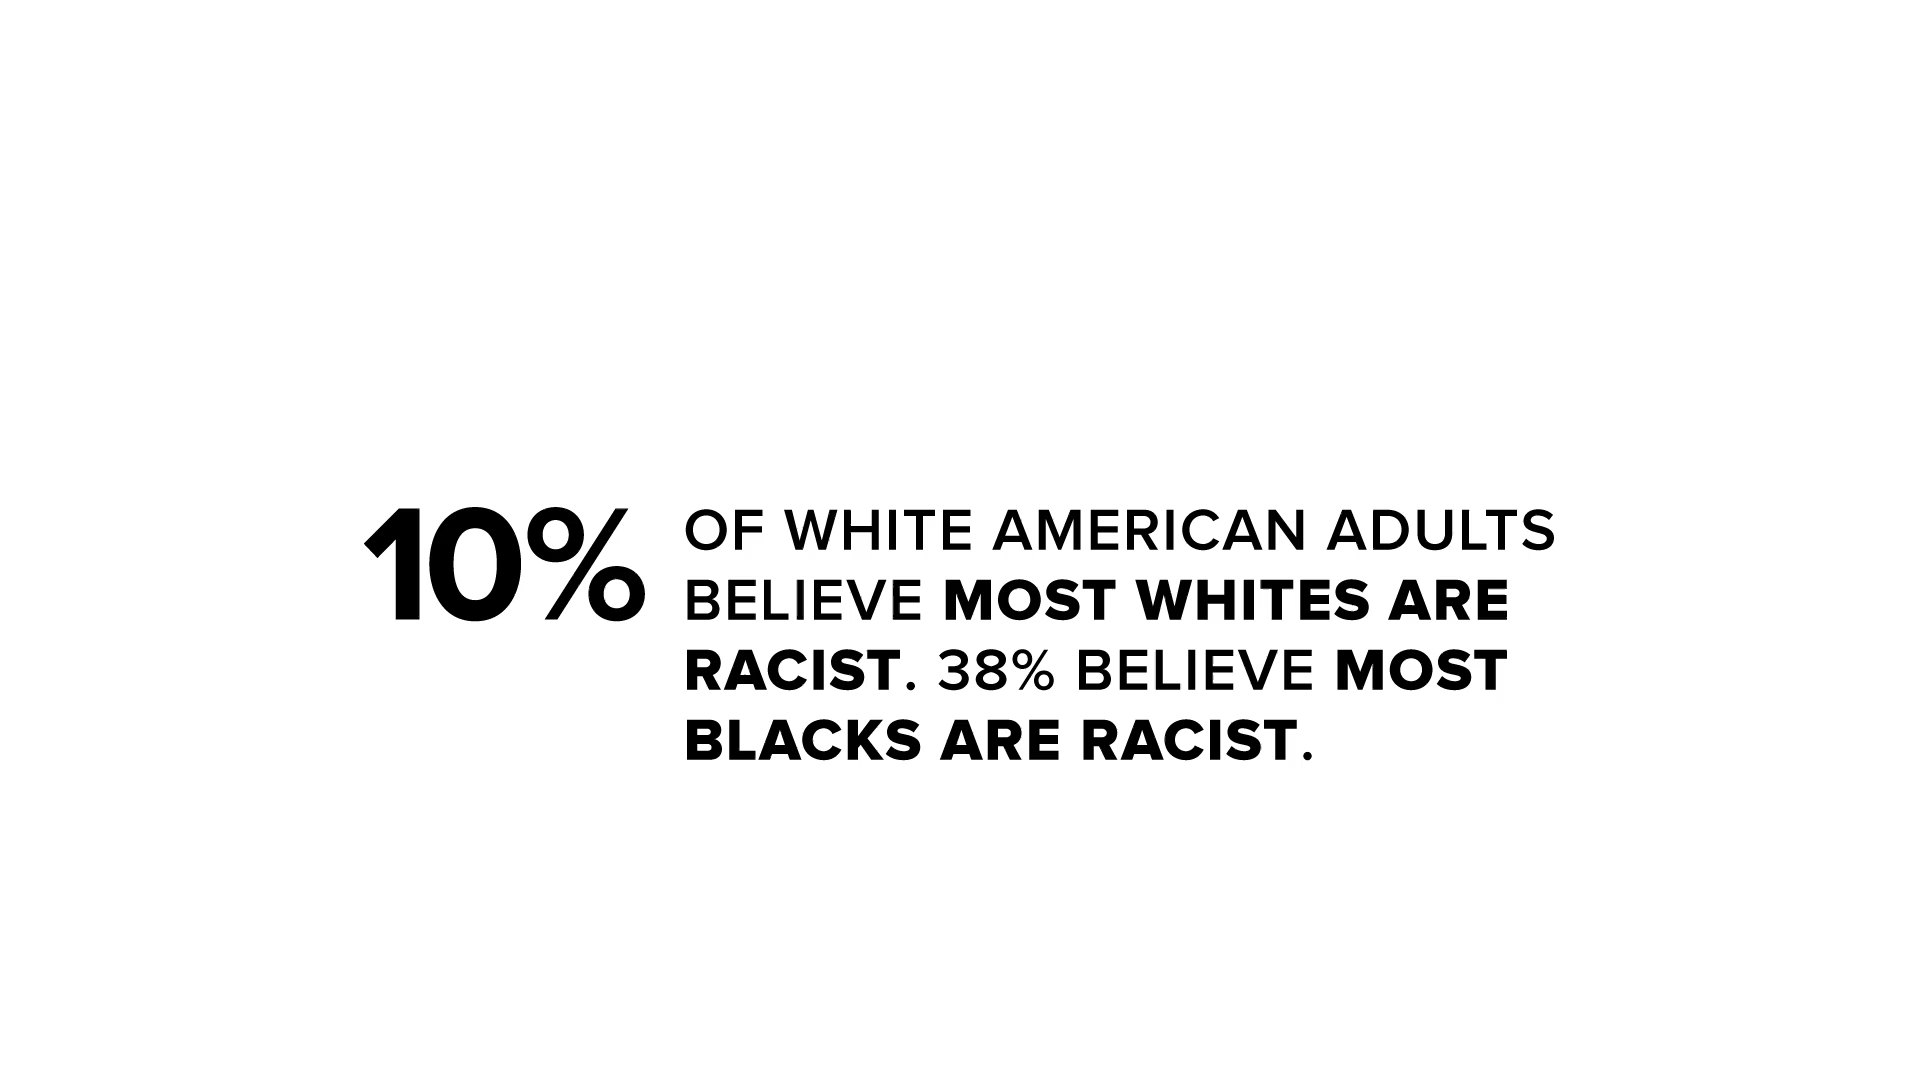 10% OF WHITE AMERICAN ADULTS
BELIEVE MOST WHITES ARE
RACIST. 38% BELIEVE MOST
BLACKS ARE RACIST.